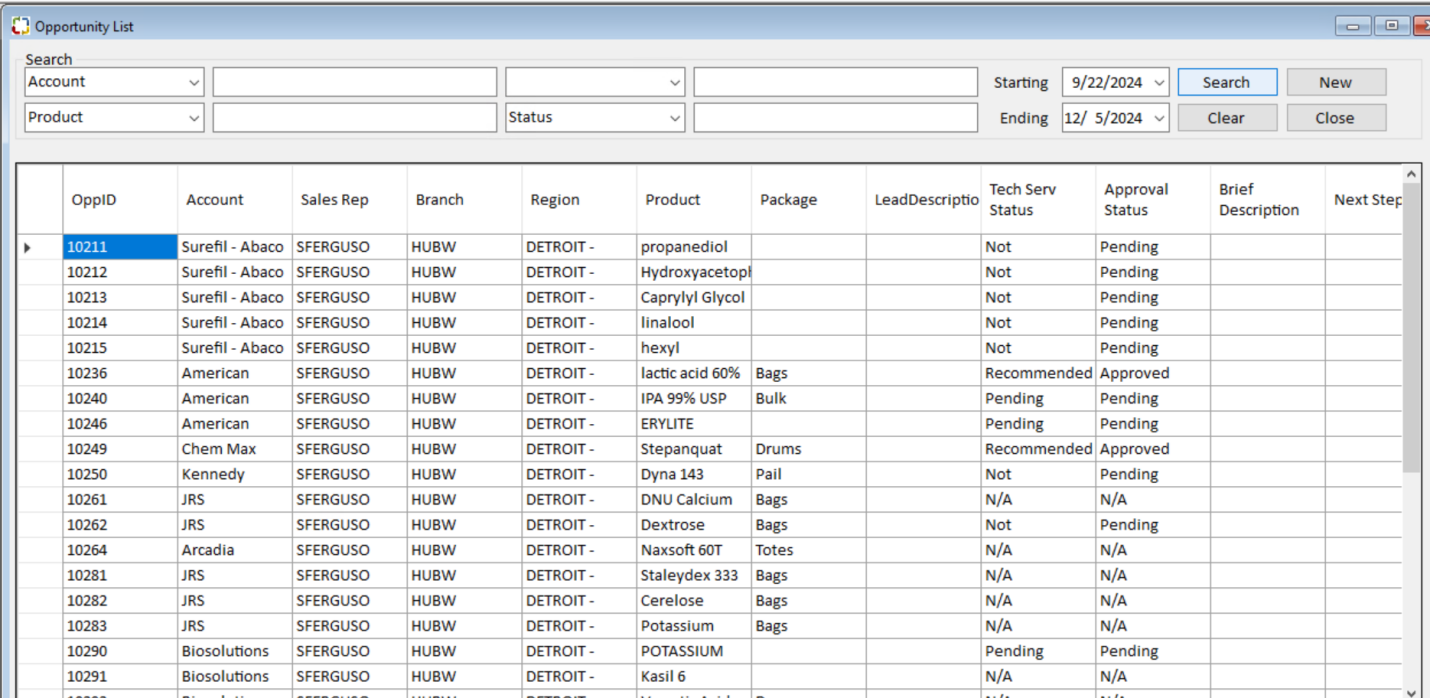 Opportunity List
Search
Account Starting 9/22/2024 Search New
Product Status Ending 12/ 5/2024 Clear Close
OppID Account Sales Rep Branch Region Product Package LeadDescriptio Tech Serv Status Approval Status Brief Description Next Step
10211 Surefil - Abaco SFERGUSO HUBW DETROIT - propanediol Not Pending
10212 Surefil - Abaco SFERGUSO HUBW DETROIT - Hydroxyacetoph Not Pending
10213 Surefil - Abaco SFERGUSO HUBW DETROIT - Caprylyl Glycol Not Pending
10214 Surefil - Abaco SFERGUSO HUBW DETROIT - linalool Not Pending
10215 Surefil - Abaco SFERGUSO HUBW DETROIT - hexyl Not Pending
10236 American SFERGUSO HUBW DETROIT - lactic acid 60% Bags Recommended Approved
10240 American SFERGUSO HUBW DETROIT - IPA 99% USP Bulk Pending Pending
10246 American SFERGUSO HUBW DETROIT - ERYLITE Pending Pending
10249 Chem Max SFERGUSO HUBW DETROIT - Stepanquat Drums Recommended Approved
10250 Kennedy SFERGUSO HUBW DETROIT - Dyna 143 Pail Not Pending
10261 JRS SFERGUSO HUBW DETROIT - DNU Calcium Bags N/A N/A
10262 JRS SFERGUSO HUBW DETROIT - Dextrose Bags Not Pending
10264 Arcadia SFERGUSO HUBW DETROIT - Naxsoft 60T Totes N/A N/A
10281 JRS SFERGUSO HUBW DETROIT - Staleydex 333 Bags N/A N/A
10282 JRS SFERGUSO HUBW DETROIT - Cerelose Bags N/A N/A
10283 JRS SFERGUSO HUBW DETROIT - Potassium Bags N/A N/A
10290 Biosolutions SFERGUSO HUBW DETROIT - POTASSIUM Pending Pending
10291 Biosolutions SFERGUSO HUBW DETROIT - Kasil 6 N/A N/A